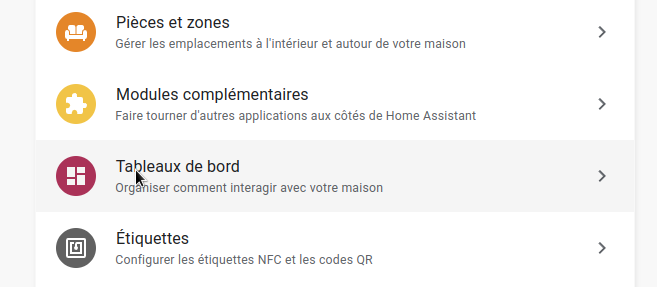 Pièces et zones
Gérer les emplacements à l'intérieur et autour de votre maison
Modules complémentaires
Faire tourner d'autres applications aux côtés de Home Assistant
Tableaux de bord
Organiser comment interagir avec votre maison
Étiquettes
Configurer les étiquettes NFC et les codes QR